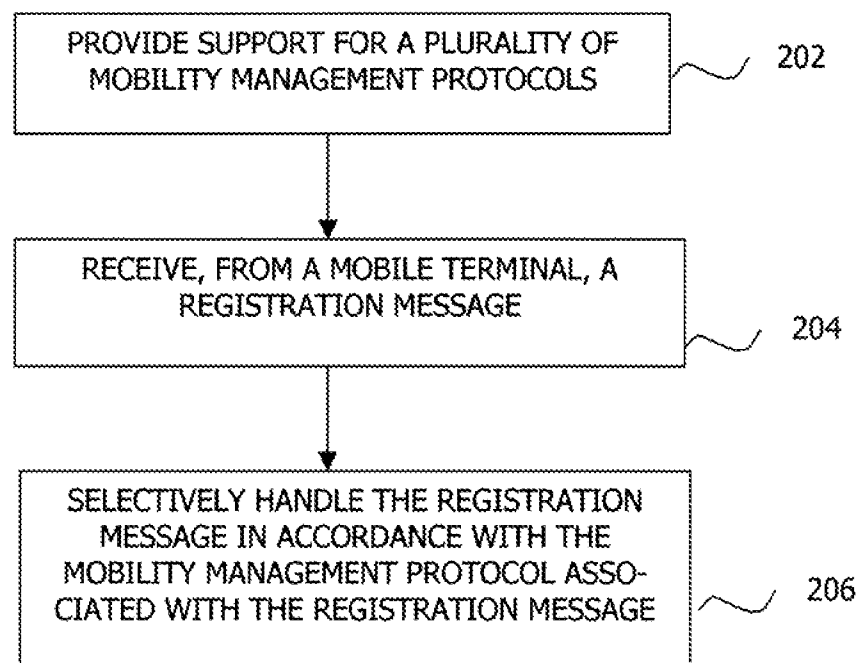 PROVIDE SUPPORT FOR A PLURALITY OF
MOBILITY MANAGEMENT PROTOCOLS
202
RECEIVE, FROM A MOBILE TERMINAL, A
REGISTRATION MESSAGE
204
SELECTIVELY HANDLE THE REGISTRATION
MESSAGE IN ACCORDANCE WITH THE
MOBILITY MANAGEMENT PROTOCOL ASSO-
CIATED WITH THE REGISTRATION MESSAGE
206